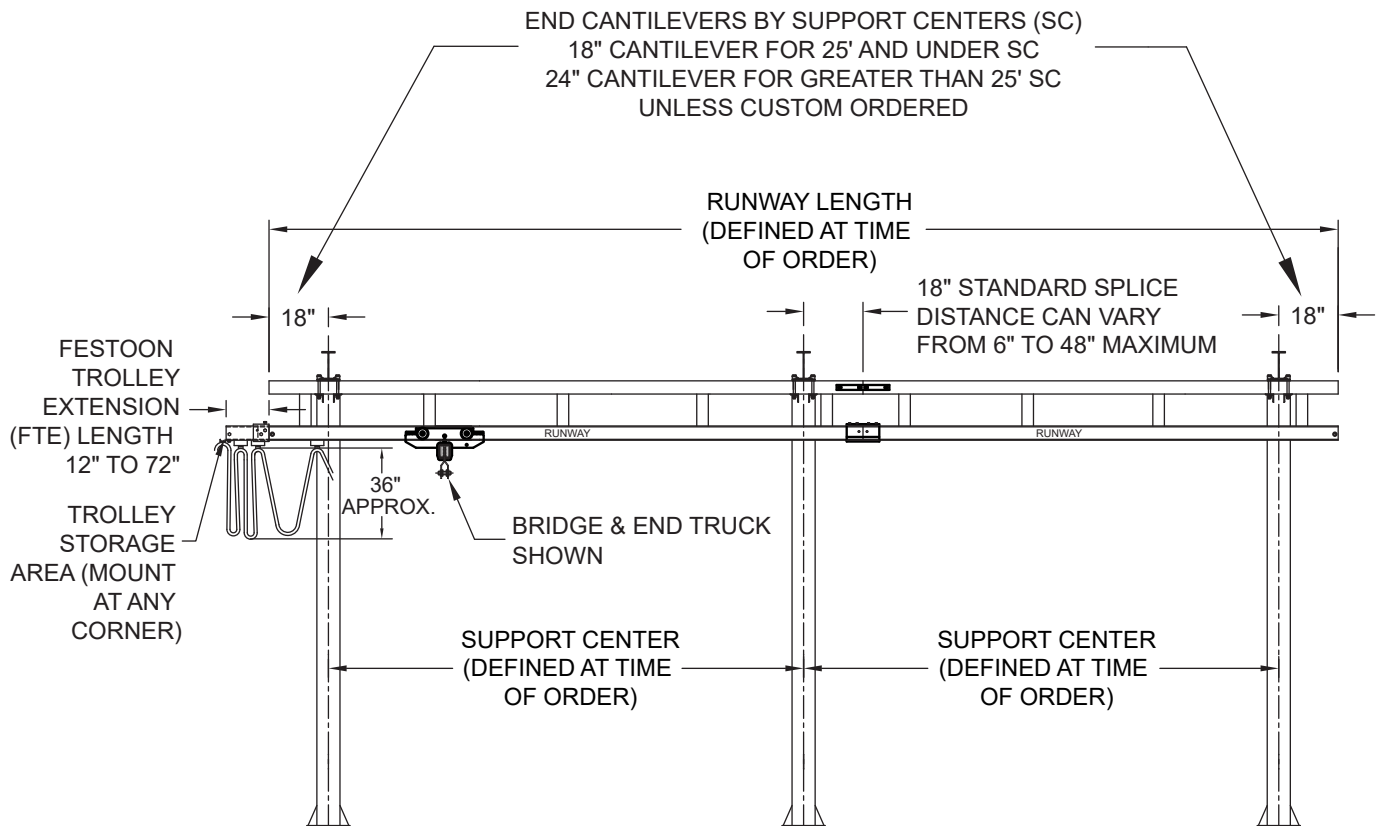 END CANTILEVERS BY SUPPORT CENTERS (SC)
18" CANTILEVER FOR 25' AND UNDER SC
24" CANTILEVER FOR GREATER THAN 25' SC
UNLESS CUSTOM ORDERED
RUNWAY LENGTH
(DEFINED AT TIME
OF ORDER)
18"
18" STANDARD SPLICE
DISTANCE CAN VARY
FROM 6" TO 48" MAXIMUM
18"
FESTOON
TROLLEY
EXTENSION
(FTE) LENGTH
12" TO 72"
RUNWAY
RUNWAY
36"
APPROX.
TROLLEY
STORAGE
AREA (MOUNT
AT ANY
CORNER)
BRIDGE & END TRUCK
SHOWN
SUPPORT CENTER
(DEFINED AT TIME
OF ORDER)
SUPPORT CENTER
(DEFINED AT TIME
OF ORDER)